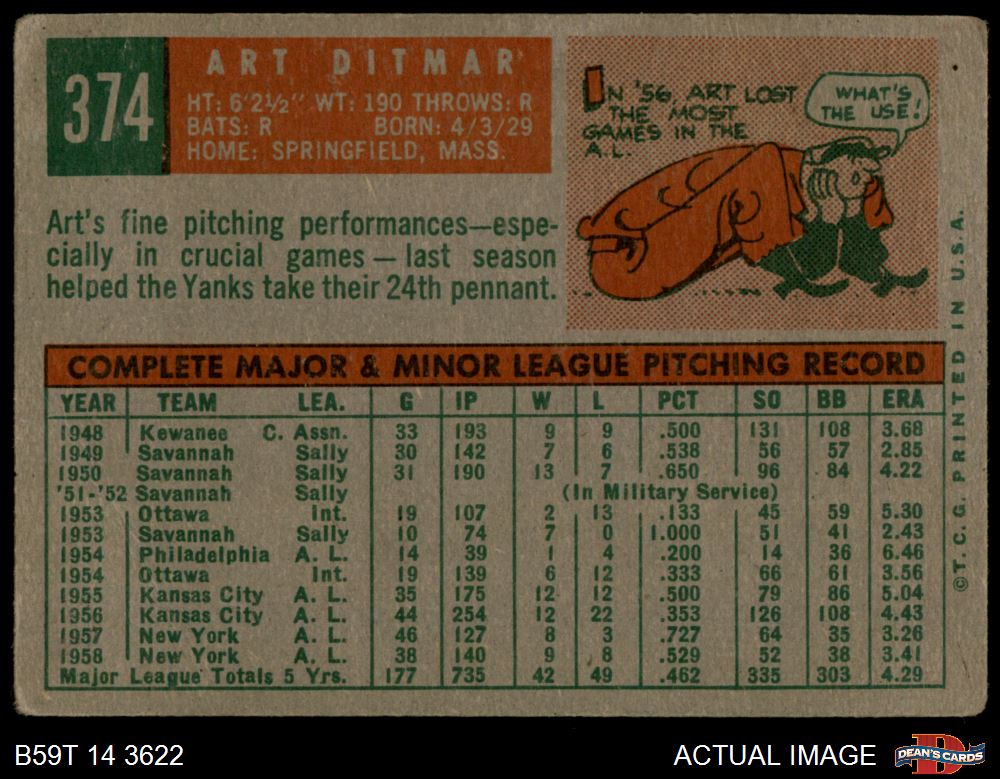 374
ART DITMAR
HT: 6'2½" WT: 190 THROWS: R
BATS: R BORN: 4/3/29
HOME: SPRINGFIELD, MASS.
IN '56, ART LOST
THE MOST
GAMES IN THE
A.L.
WHAT'S
THE USE!
Art's fine pitching performances—espe-
cially in crucial games — last season
helped the Yanks take their 24th pennant.
COMPLETE MAJOR & MINOR LEAGUE PITCHING RECORD
YEAR TEAM LEA. G IP W L PCT SO BB ERA
1948 Kewanee C. Assn. 33 193 9 9 .500 131 108 3.68
1949 Savannah Sally 30 142 7 6 .538 56 57 2.85
1950 Savannah Sally 31 190 13 7 .650 96 84 4.22
'51-'52 Savannah Sally (In Military Service)
1953 Ottawa Int. 19 107 2 13 .133 45 59 5.30
1953 Savannah Sally 10 74 7 0 1.000 51 41 2.43
1954 Philadelphia A. L. 14 39 1 4 .200 14 36 6.46
1954 Ottawa Int. 19 139 6 12 .333 66 61 3.56
1955 Kansas City A. L. 35 175 12 12 .500 79 86 5.04
1956 Kansas City A. L. 44 254 12 22 .353 126 108 4.43
1957 New York A. L. 46 127 8 3 .727 64 35 3.26
1958 New York A. L. 38 140 9 8 .529 52 38 3.41
Major League Totals 5 Yrs. 177 735 42 49 .462 335 303 4.29
©T. C. G. PRINTED IN U.S.A.
B59T 14 3622
ACTUAL IMAGE
D
DEAN'S CARDS